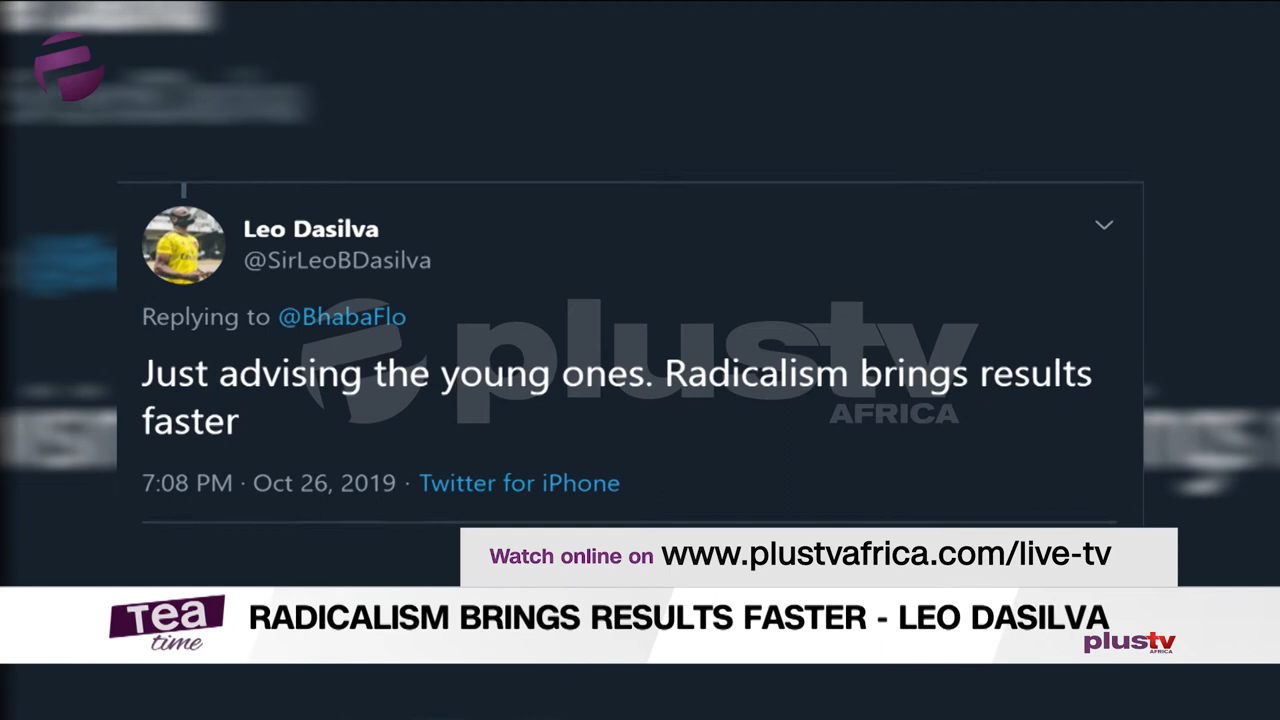 Leo Dasilva
@SirLeoBDasilva
Replying to @BhabaFlo
plustv
AFRICA
Just advising the young ones. Radicalism brings results
faster
7:08 PM · Oct 26, 2019 · Twitter for iPhone
Watch online on www.plustvafrica.com/live-tv
Tea
time
RADICALISM BRINGS RESULTS FASTER - LEO DASILVA
plustv
AFRICA